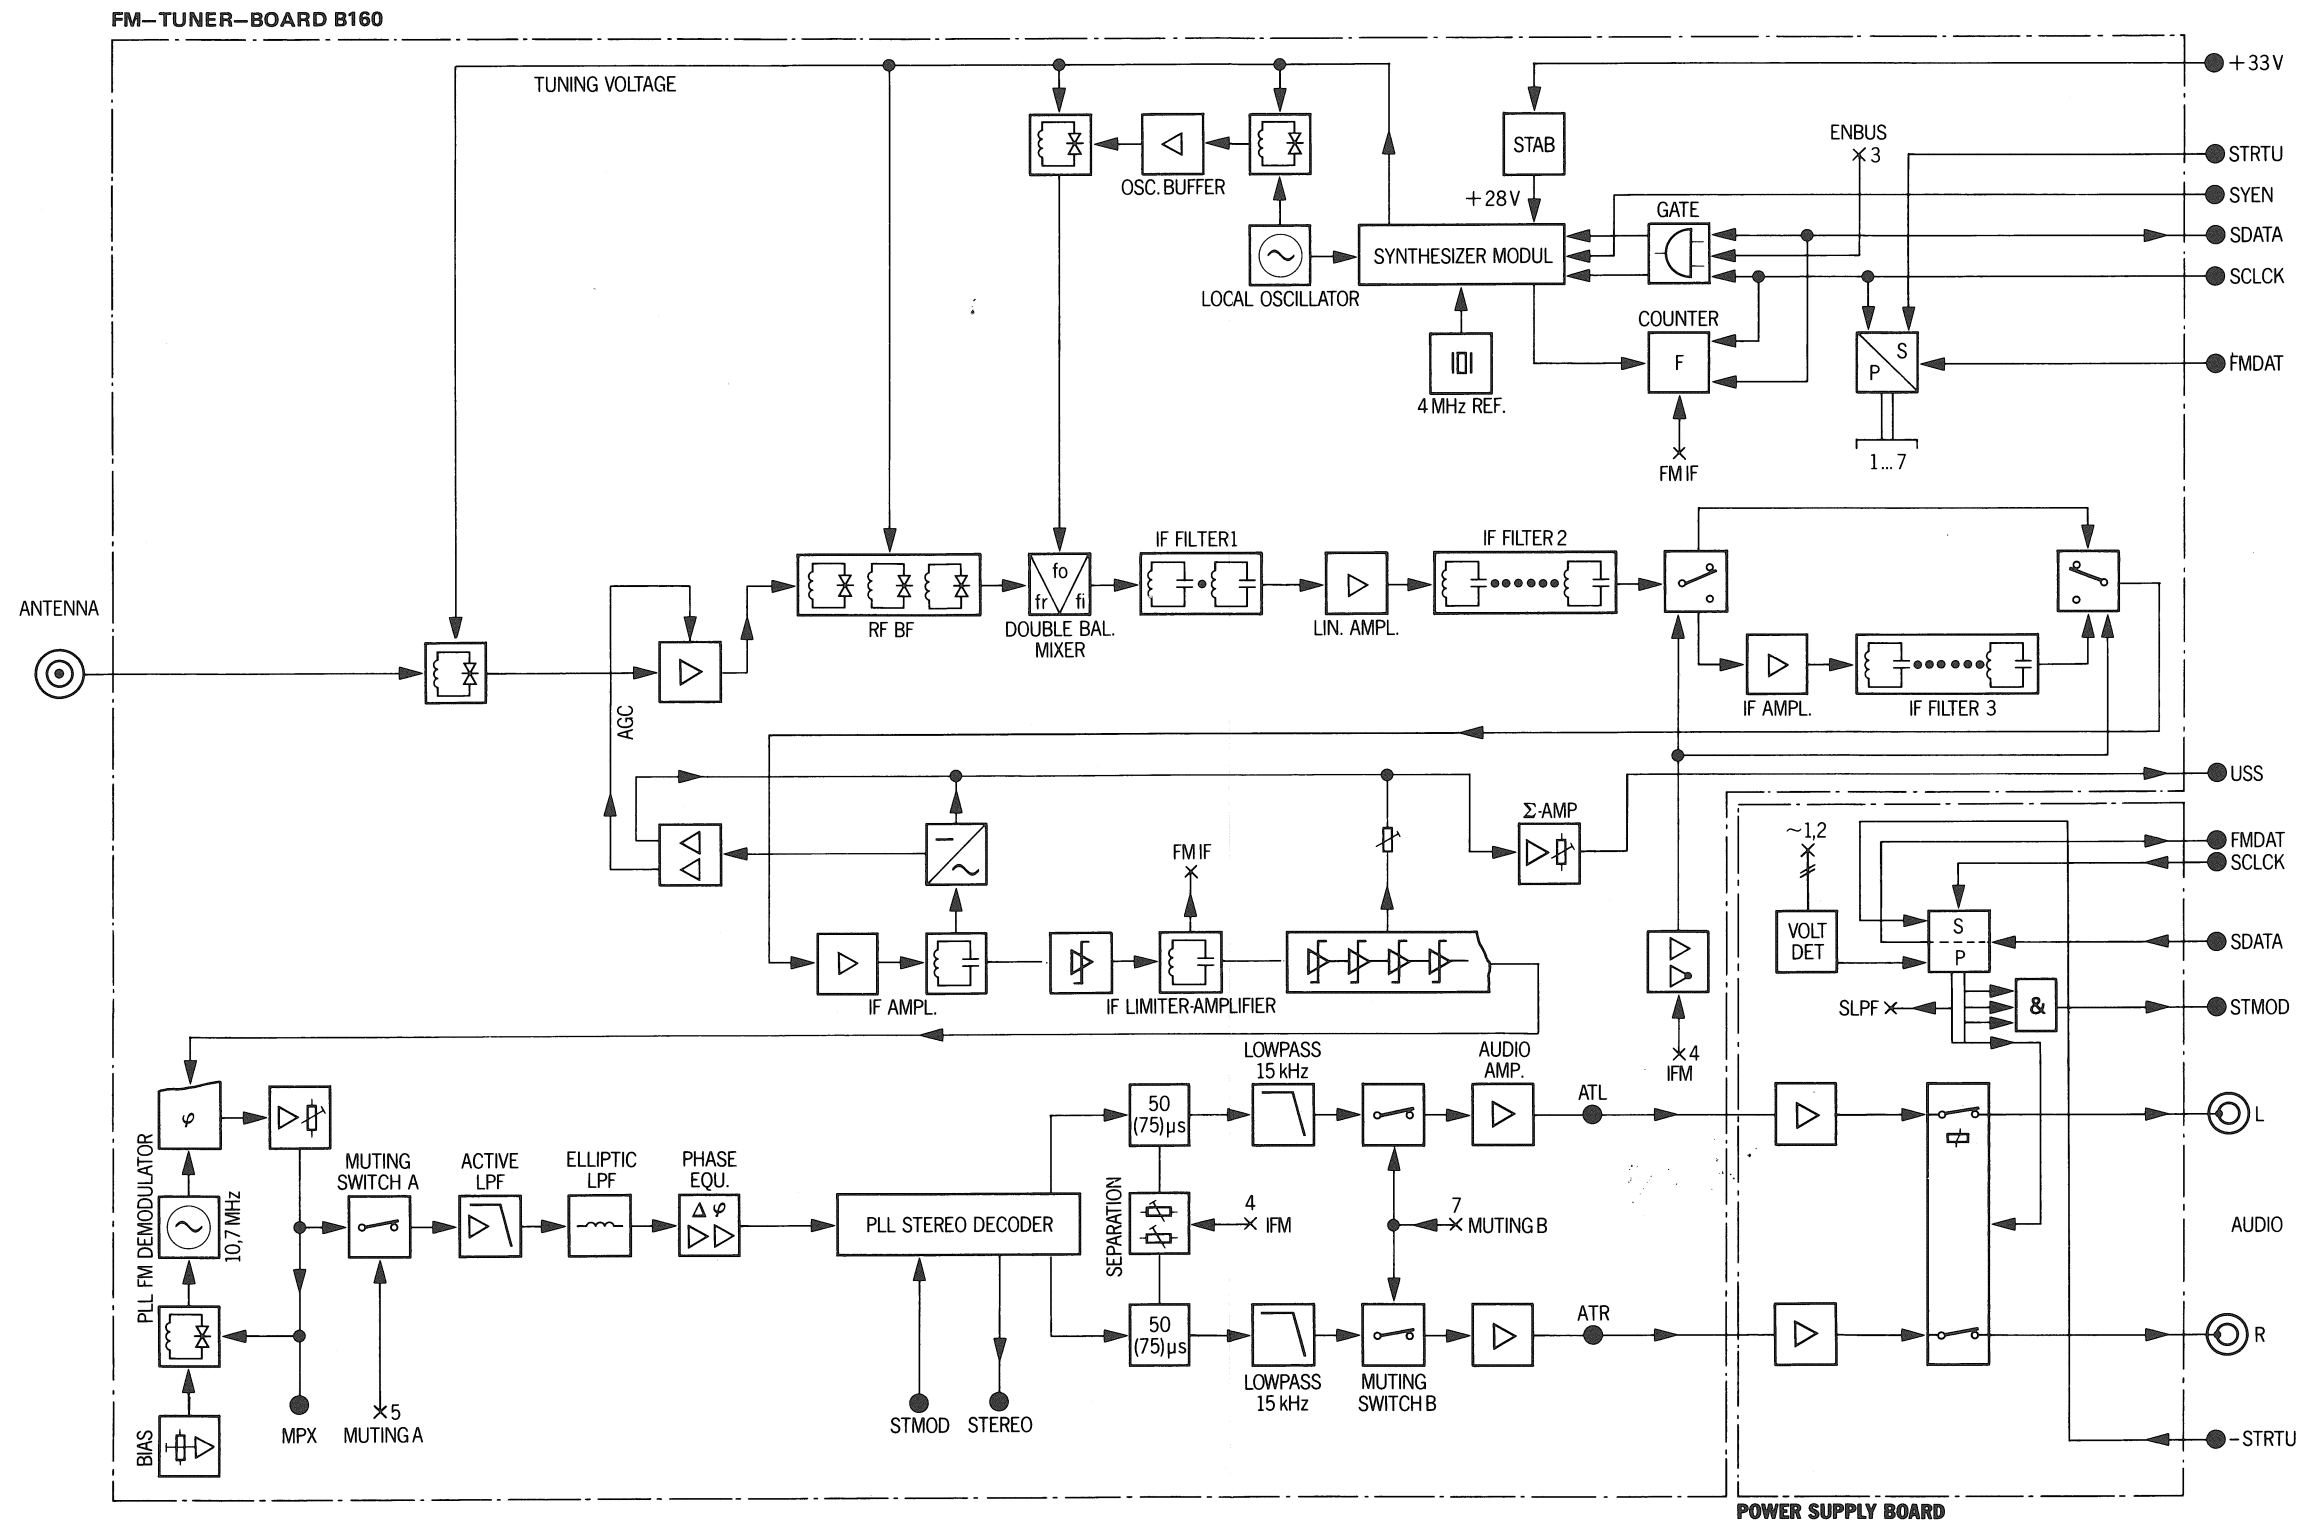 FM–TUNER–BOARD B160
+33V
TUNING VOLTAGE
STAB
ENBUS
3
STRTU
OSC. BUFFER
+28V
SYEN
GATE
SDATA
SYNTHESIZER MODUL
SCLCK
LOCAL OSCILLATOR
COUNTER
F
S
P
FMDAT
4 MHz REF.
1...7
FM IF
IF FILTER 1
IF FILTER 2
fo
fr
fi
ANTENNA
RF BF
DOUBLE BAL.
MIXER
LIN. AMPL.
IF AMPL.
IF FILTER 3
AGC
USS
Σ-AMP
~1,2
FMDAT
FM IF
SCLCK
VOLT
DET
S
P
SDATA
IF AMPL.
IF LIMITER-AMPLIFIER
SLPF
&
STMOD
4
IFM
LOWPASS
15 kHz
AUDIO
AMP.
ATL
φ
50
(75)µs
L
PLL FM DEMODULATOR
10,7 MHz
MUTING
SWITCH A
ACTIVE
LPF
ELLIPTIC
LPF
PHASE
EQU.
Δ φ
PLL STEREO DECODER
SEPARATION
4
IFM
7
MUTING B
AUDIO
50
(75)µs
ATR
R
LOWPASS
15 kHz
MUTING
SWITCH B
BIAS
MPX
5
MUTING A
STMOD
STEREO
–STRTU
POWER SUPPLY BOARD